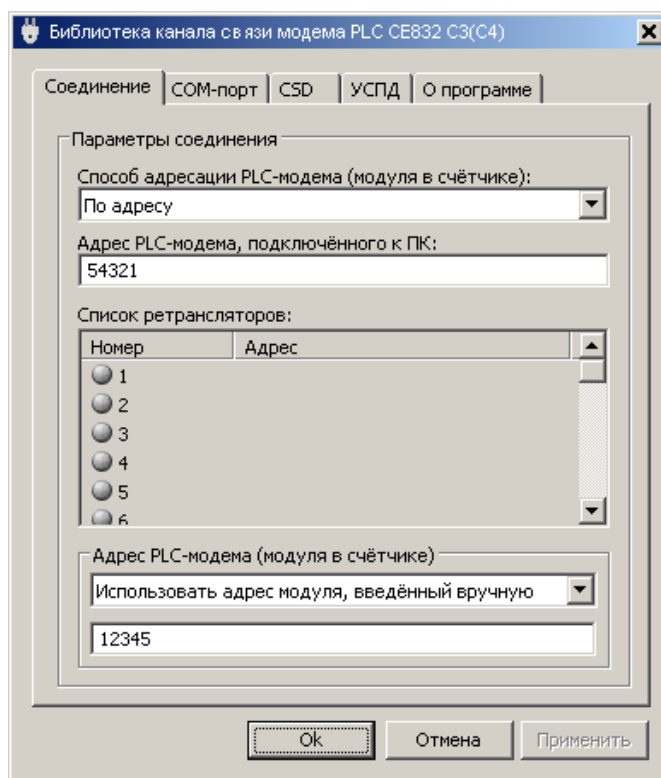 Библиотека канала связи модема PLC CE832 C3(C4)
Соединение COM-порт CSD УСПД О программе
Параметры соединения
Способ адресации PLC-модема (модуля в счётчике):
По адресу
Адрес PLC-модема, подключённого к ПК:
54321
Список ретрансляторов:
Номер Адрес
1
2
3
4
5
6
Адрес PLC-модема (модуля в счётчике)
Использовать адрес модуля, введённый вручную
12345
Ok Отмена Применить